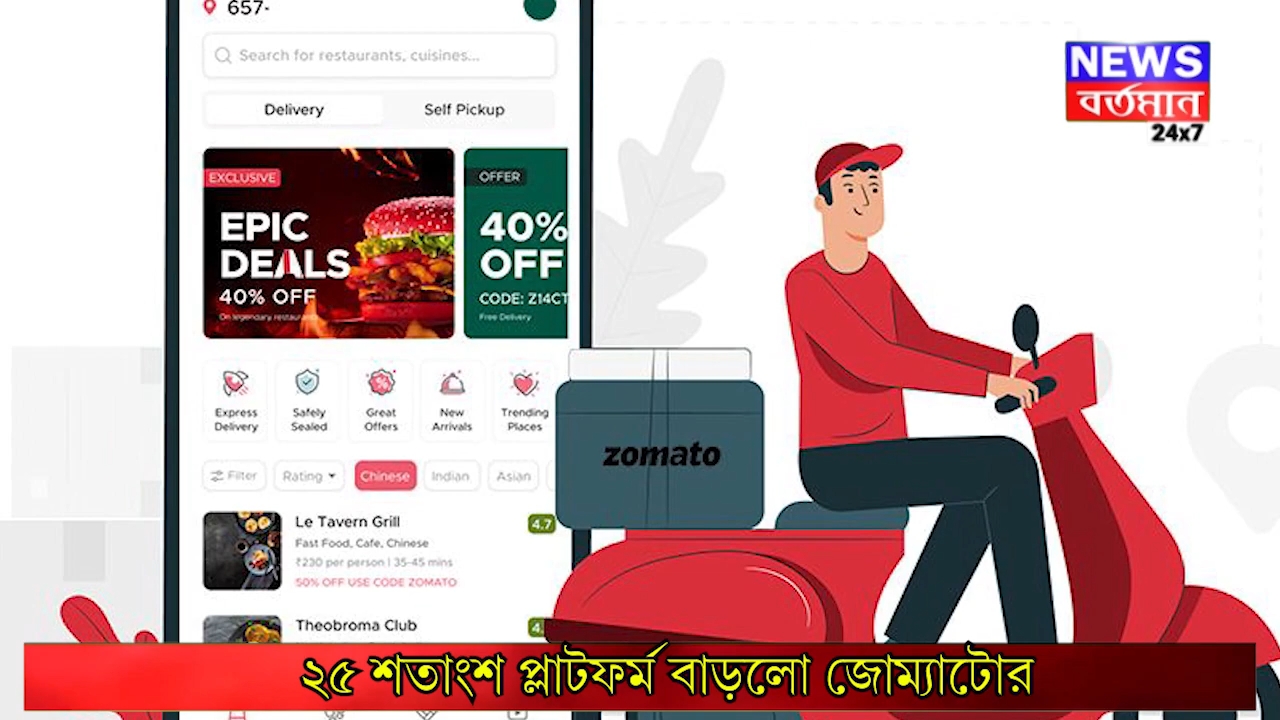 657-
Search for restaurants, cuisines...
Delivery
Self Pickup
NEWS
বর্তমান
24x7
EXCLUSIVE
EPIC
DEALS
40% OFF
On legendary restaurants
OFFER
40%
OFF
CODE: Z14CT
Free Delivery
Express
Delivery
Safely
Sealed
Great
Offers
New
Arrivals
Trending
Places
zomato
Filter
Rating
Chinese
Indian
Asian
Le Tavern Grill
4.7
Fast Food, Cafe, Chinese
₹230 per person | 35-45 mins
50% OFF USE CODE ZOMATO
Theobroma Club
২৫ শতাংশ প্লাটফর্ম বাড়লো জোম্যাটোর